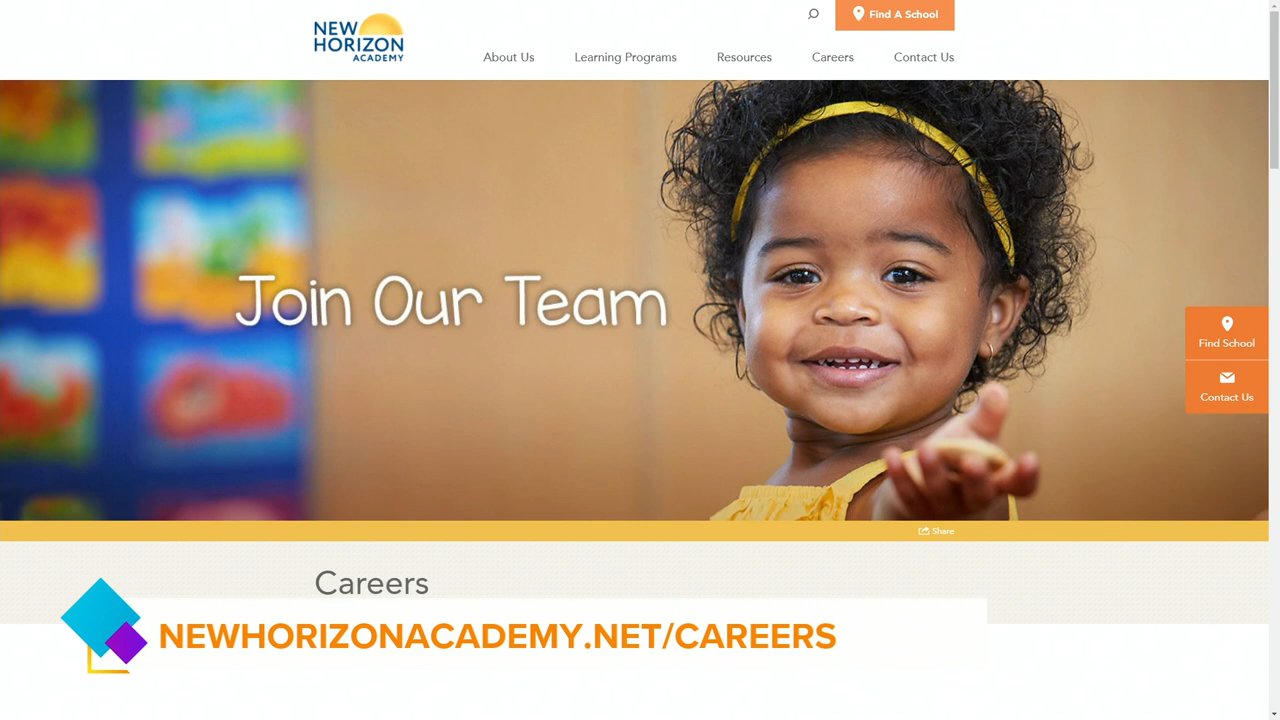 NEW
HORIZON
ACADEMY
Find A School
About Us
Learning Programs
Resources
Careers
Contact Us
Join Our Team
Find School
Contact Us
Share
Careers
NEWHORIZONACADEMY.NET/CAREERS